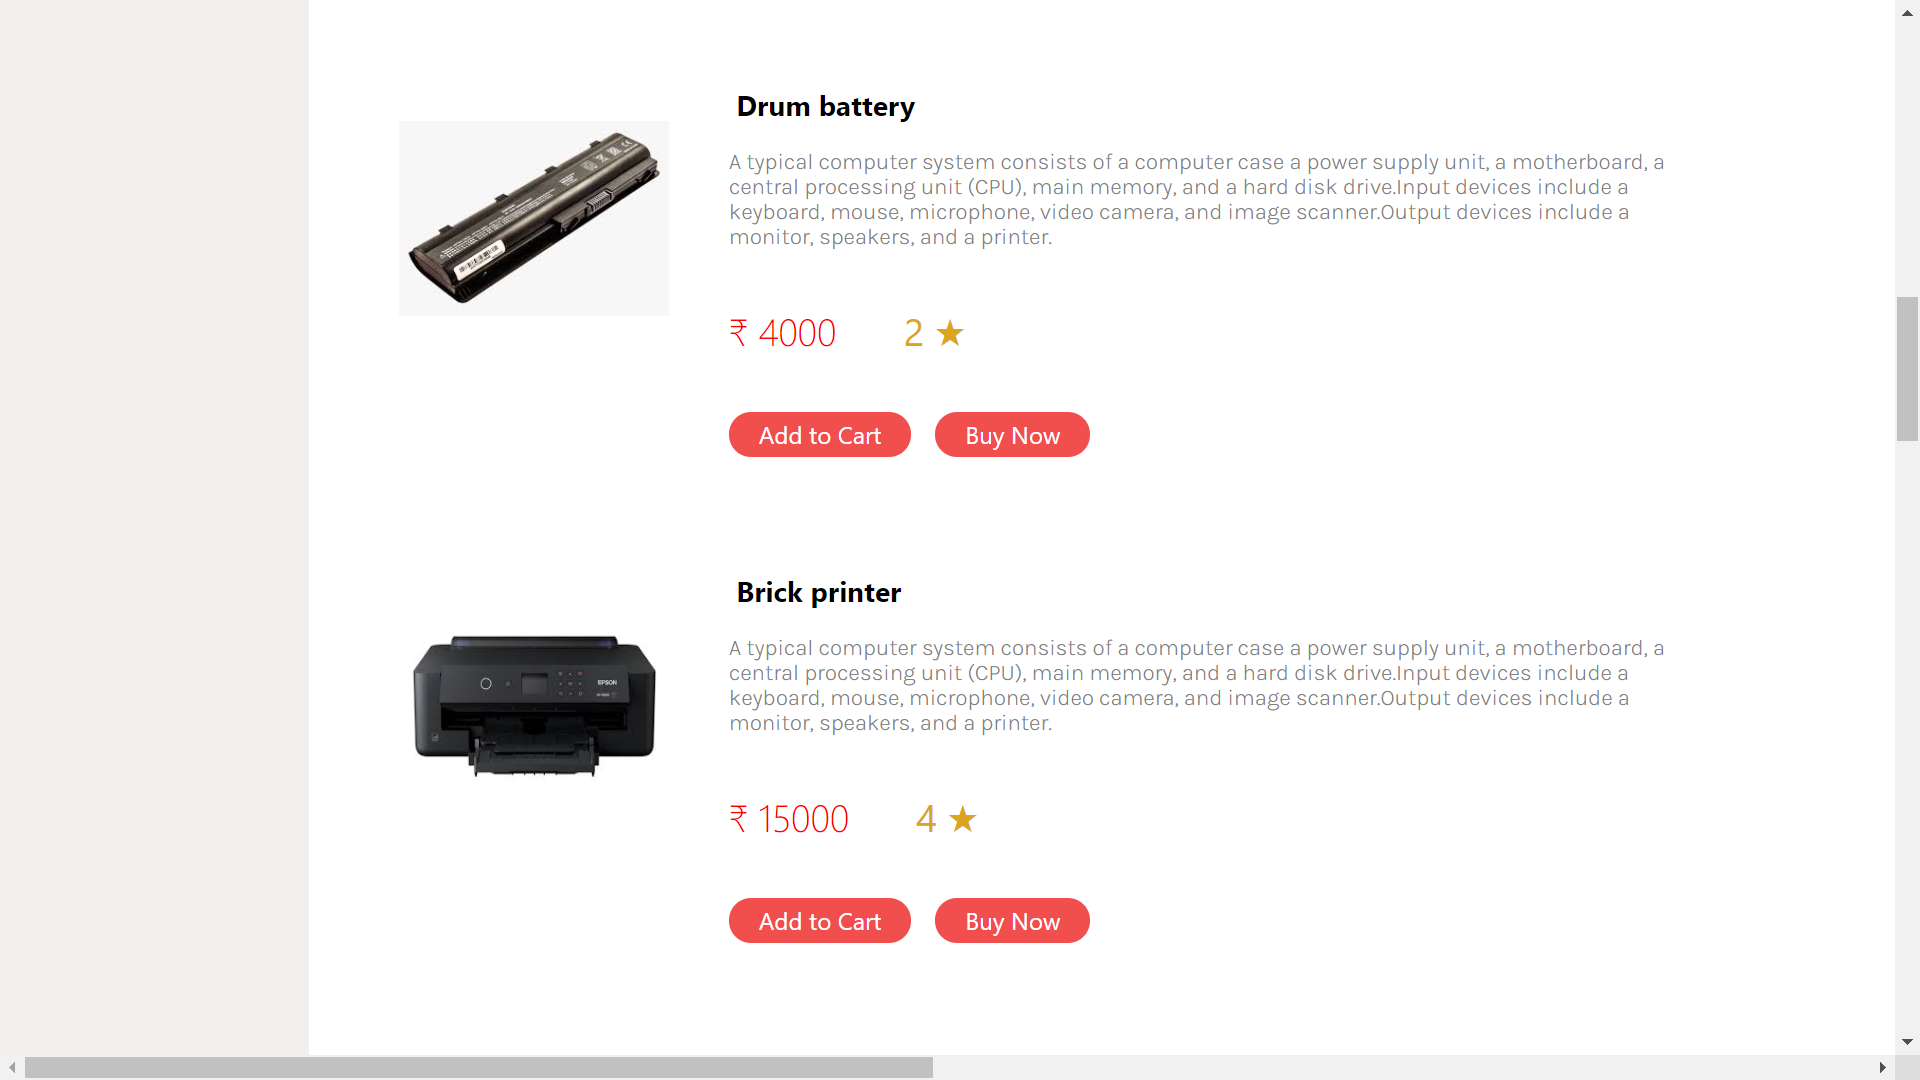 Drum battery
A typical computer system consists of a computer case a power supply unit, a motherboard, a
central processing unit (CPU), main memory, and a hard disk drive.Input devices include a
keyboard, mouse, microphone, video camera, and image scanner.Output devices include a
monitor, speakers, and a printer.
₹ 4000 2 ★
Add to Cart Buy Now
Brick printer
EPSON
A typical computer system consists of a computer case a power supply unit, a motherboard, a
central processing unit (CPU), main memory, and a hard disk drive.Input devices include a
keyboard, mouse, microphone, video camera, and image scanner.Output devices include a
monitor, speakers, and a printer.
₹ 15000 4 ★
Add to Cart Buy Now